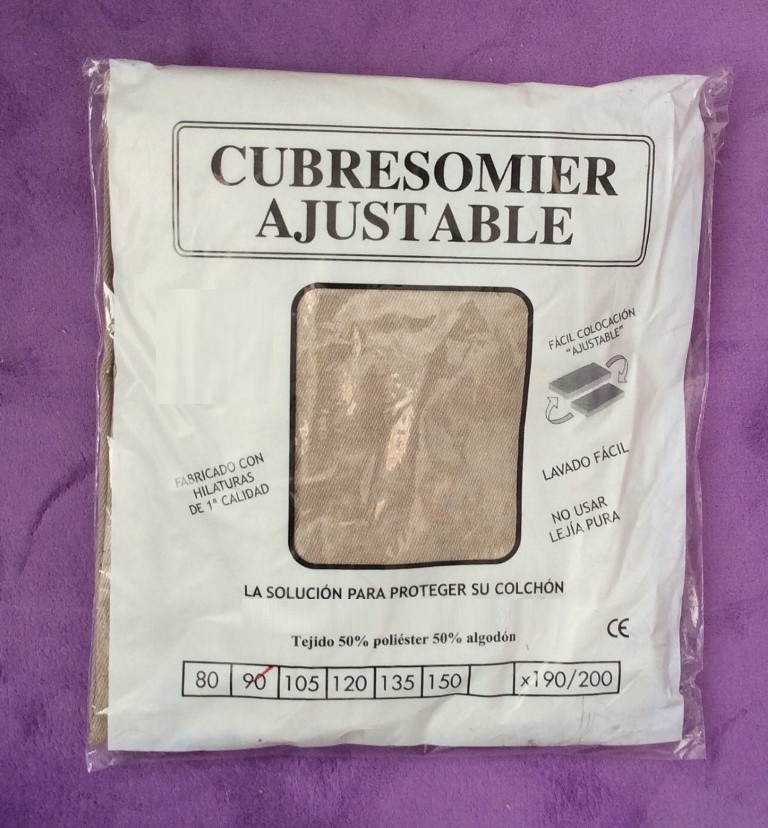 CUBRESOMIER
AJUSTABLE
FÁCIL COLOCACIÓN
"AJUSTABLE"
FABRICADO CON
HILATURAS
DE 1ª CALIDAD
LAVADO FÁCIL
NO USAR
LEJÍA PURA
LA SOLUCIÓN PARA PROTEGER SU COLCHÓN
Tejido 50% poliéster 50% algodón
CE
80 90 105 120 135 150 x190/200